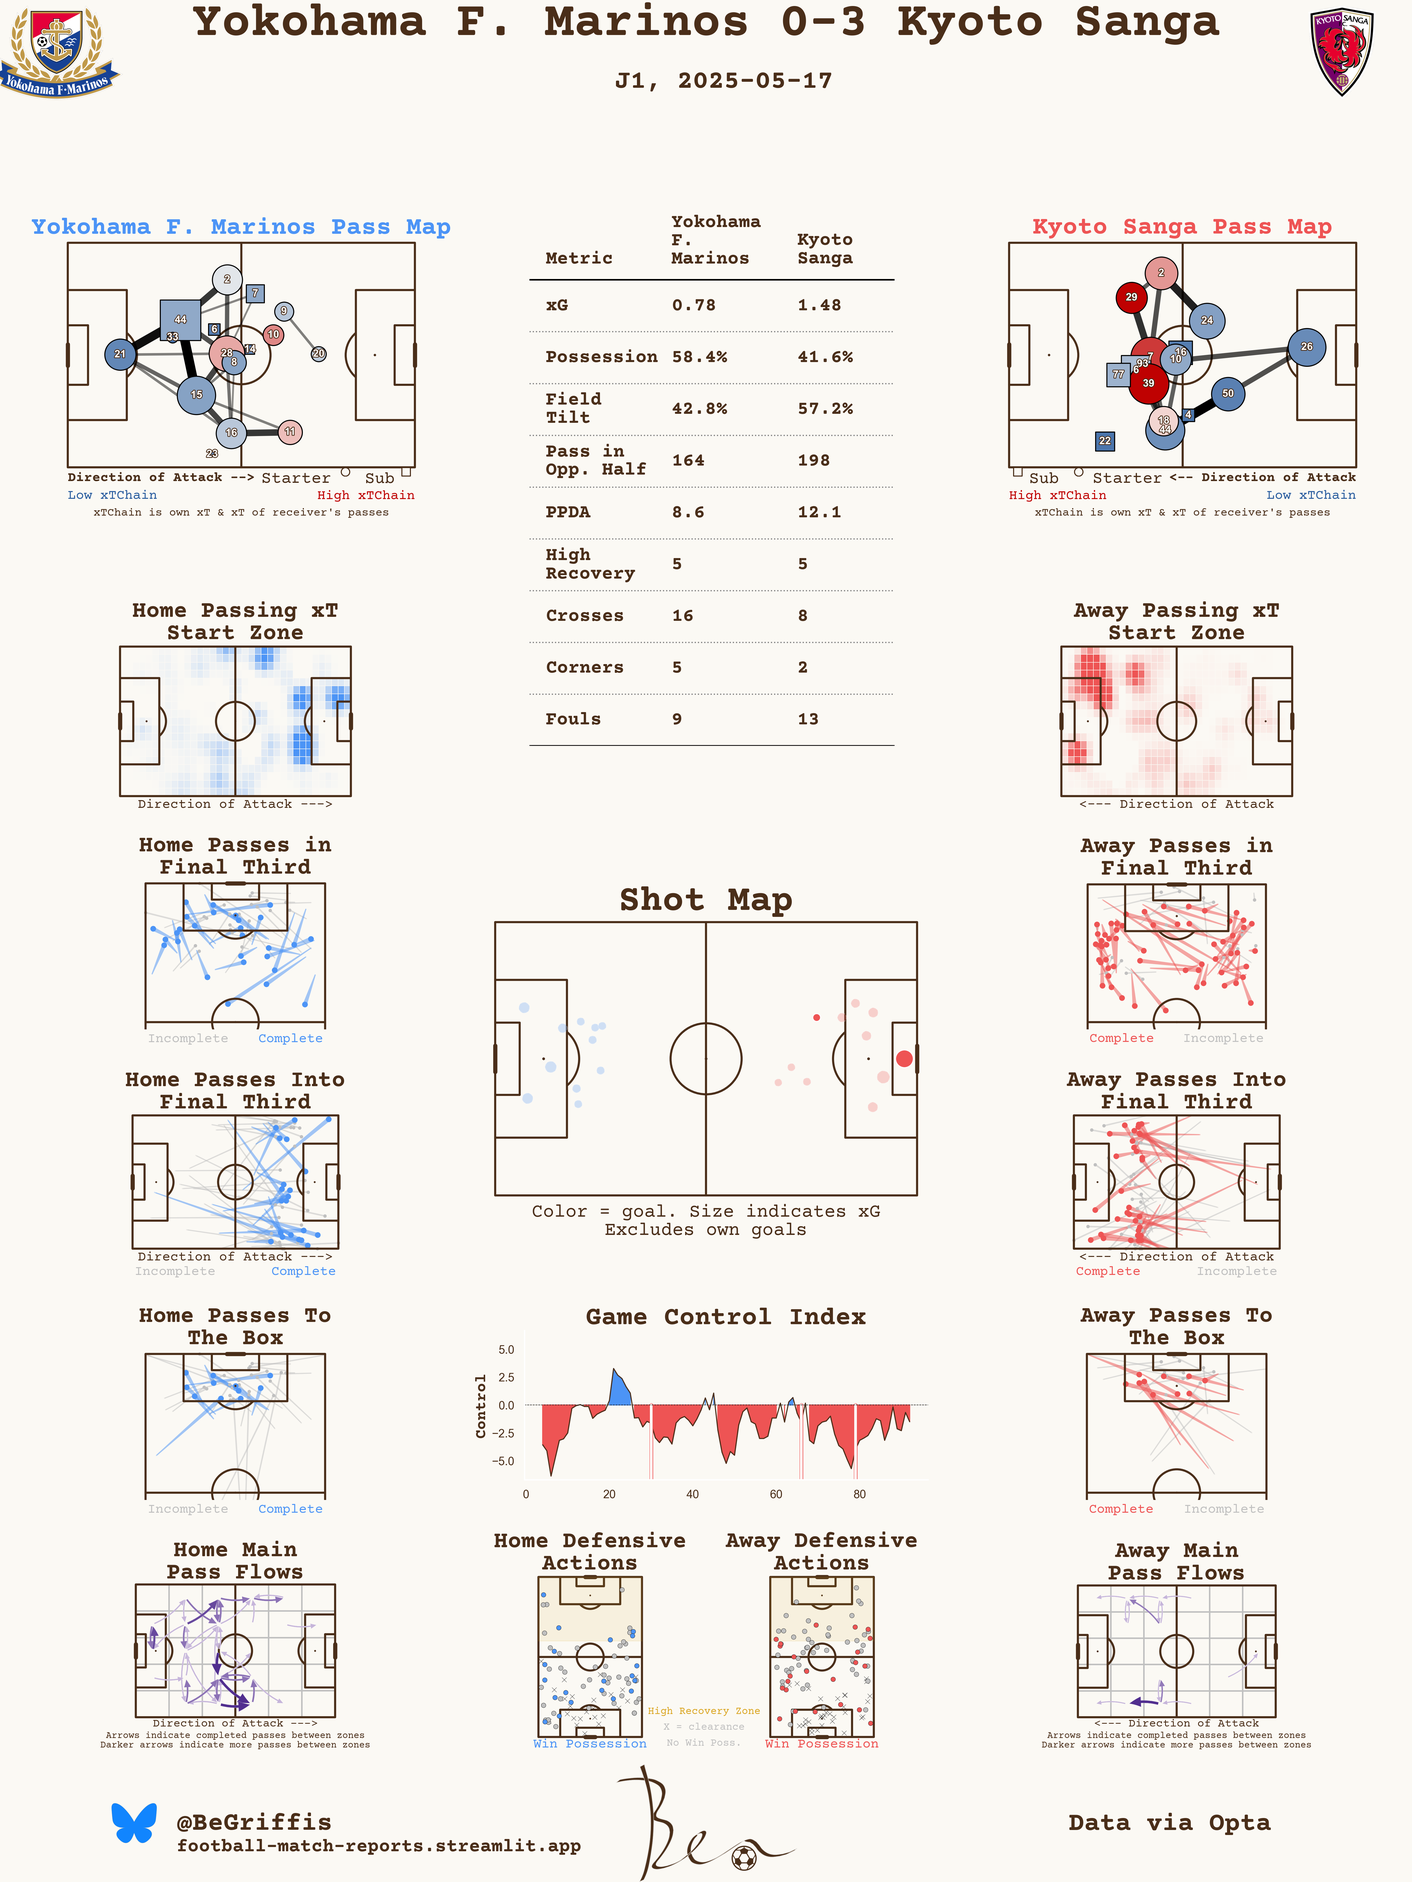 Yokohama F. Marinos 0-3 Kyoto Sanga
J1, 2025-05-17
Yokohama F·Marinos
KYOTO SANGA
Yokohama F. Marinos Pass Map
2
7
44
9
6
33
10
14
21
28
8
20
15
16
11
23
Direction of Attack --> Starter Sub
Low xTChain High xTChain
xTChain is own xT & xT of receiver's passes
Metric Yokohama F. Marinos Kyoto Sanga
xG 0.78 1.48
Possession 58.4% 41.6%
Field Tilt 42.8% 57.2%
Pass in Opp. Half 164 198
PPDA 8.6 12.1
High Recovery 5 5
Crosses 16 8
Corners 5 2
Fouls 9 13
Kyoto Sanga Pass Map
2
29
24
7
16
10
26
93
6
77
39
50
18
4
44
22
Sub Starter <-- Direction of Attack
High xTChain Low xTChain
xTChain is own xT & xT of receiver's passes
Home Passing xT
Start Zone
Direction of Attack --->
Away Passing xT
Start Zone
<--- Direction of Attack
Home Passes in
Final Third
Incomplete Complete
Away Passes in
Final Third
Complete Incomplete
Shot Map
Color = goal. Size indicates xG
Excludes own goals
Home Passes Into
Final Third
Direction of Attack --->
Incomplete Complete
Away Passes Into
Final Third
<--- Direction of Attack
Complete Incomplete
Home Passes To
The Box
Incomplete Complete
Game Control Index
Control
5.0
2.5
0.0
−2.5
−5.0
0 20 40 60 80
Away Passes To
The Box
Complete Incomplete
Home Main
Pass Flows
Direction of Attack --->
Arrows indicate completed passes between zones
Darker arrows indicate more passes between zones
Home Defensive
Actions
Win Possession
Away Defensive
Actions
Win Possession
High Recovery Zone
X = clearance
No Win Poss.
Away Main
Pass Flows
<--- Direction of Attack
Arrows indicate completed passes between zones
Darker arrows indicate more passes between zones
@BeGriffis
football-match-reports.streamlit.app
Ben
Data via Opta